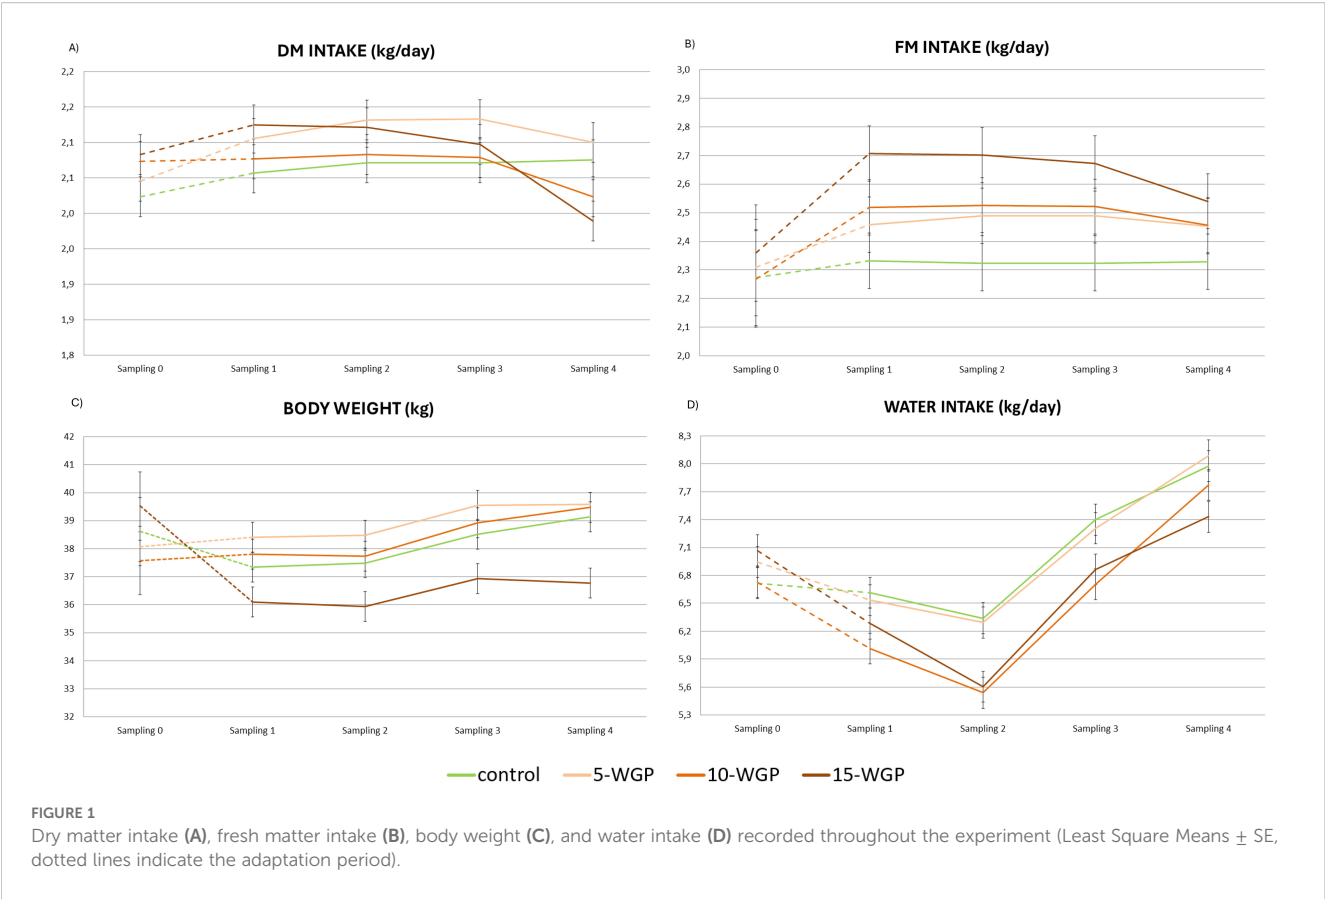 A)
DM INTAKE (kg/day)
2,2
2,2
2,1
2,1
2,0
2,0
1,9
1,9
1,8
Sampling 0 Sampling 1 Sampling 2 Sampling 3 Sampling 4
B)
FM INTAKE (kg/day)
3,0
2,9
2,8
2,7
2,6
2,5
2,4
2,3
2,2
2,1
2,0
Sampling 0 Sampling 1 Sampling 2 Sampling 3 Sampling 4
C)
BODY WEIGHT (kg)
42
41
40
39
38
37
36
35
34
33
32
Sampling 0 Sampling 1 Sampling 2 Sampling 3 Sampling 4
D)
WATER INTAKE (kg/day)
8,3
8,0
7,7
7,4
7,1
6,8
6,5
6,2
5,9
5,6
5,3
Sampling 0 Sampling 1 Sampling 2 Sampling 3 Sampling 4
control 5-WGP 10-WGP 15-WGP
FIGURE 1
Dry matter intake (A), fresh matter intake (B), body weight (C), and water intake (D) recorded throughout the experiment (Least Square Means ± SE,
dotted lines indicate the adaptation period).